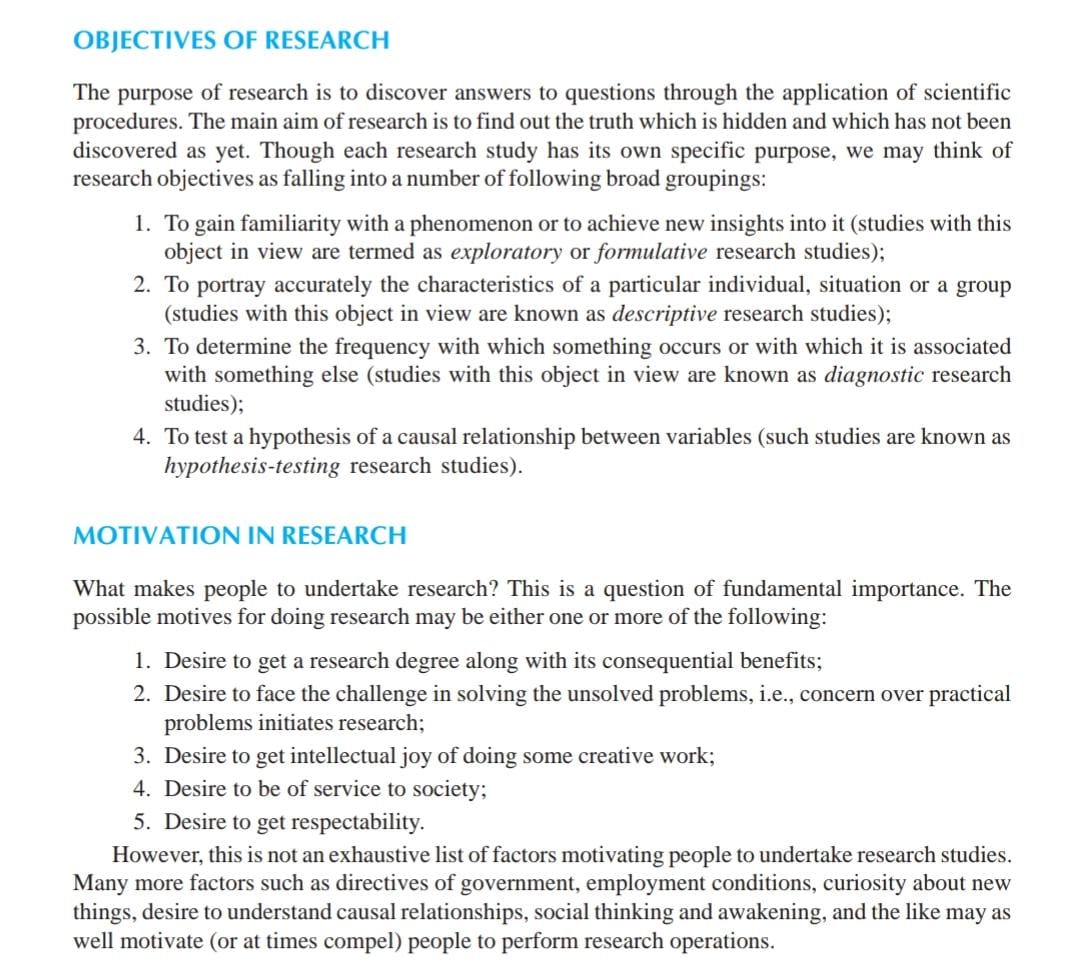 OBJECTIVES OF RESEARCH
The purpose of research is to discover answers to questions through the application of scientific
procedures. The main aim of research is to find out the truth which is hidden and which has not been
discovered as yet. Though each research study has its own specific purpose, we may think of
research objectives as falling into a number of following broad groupings:
1. To gain familiarity with a phenomenon or to achieve new insights into it (studies with this
object in view are termed as exploratory or formulative research studies);
2. To portray accurately the characteristics of a particular individual, situation or a group
(studies with this object in view are known as descriptive research studies);
3. To determine the frequency with which something occurs or with which it is associated
with something else (studies with this object in view are known as diagnostic research
studies);
4. To test a hypothesis of a causal relationship between variables (such studies are known as
hypothesis-testing research studies).
MOTIVATION IN RESEARCH
What makes people to undertake research? This is a question of fundamental importance. The
possible motives for doing research may be either one or more of the following:
1. Desire to get a research degree along with its consequential benefits;
2. Desire to face the challenge in solving the unsolved problems, i.e., concern over practical
problems initiates research;
3. Desire to get intellectual joy of doing some creative work;
4. Desire to be of service to society;
5. Desire to get respectability.
However, this is not an exhaustive list of factors motivating people to undertake research studies.
Many more factors such as directives of government, employment conditions, curiosity about new
things, desire to understand causal relationships, social thinking and awakening, and the like may as
well motivate (or at times compel) people to perform research operations.